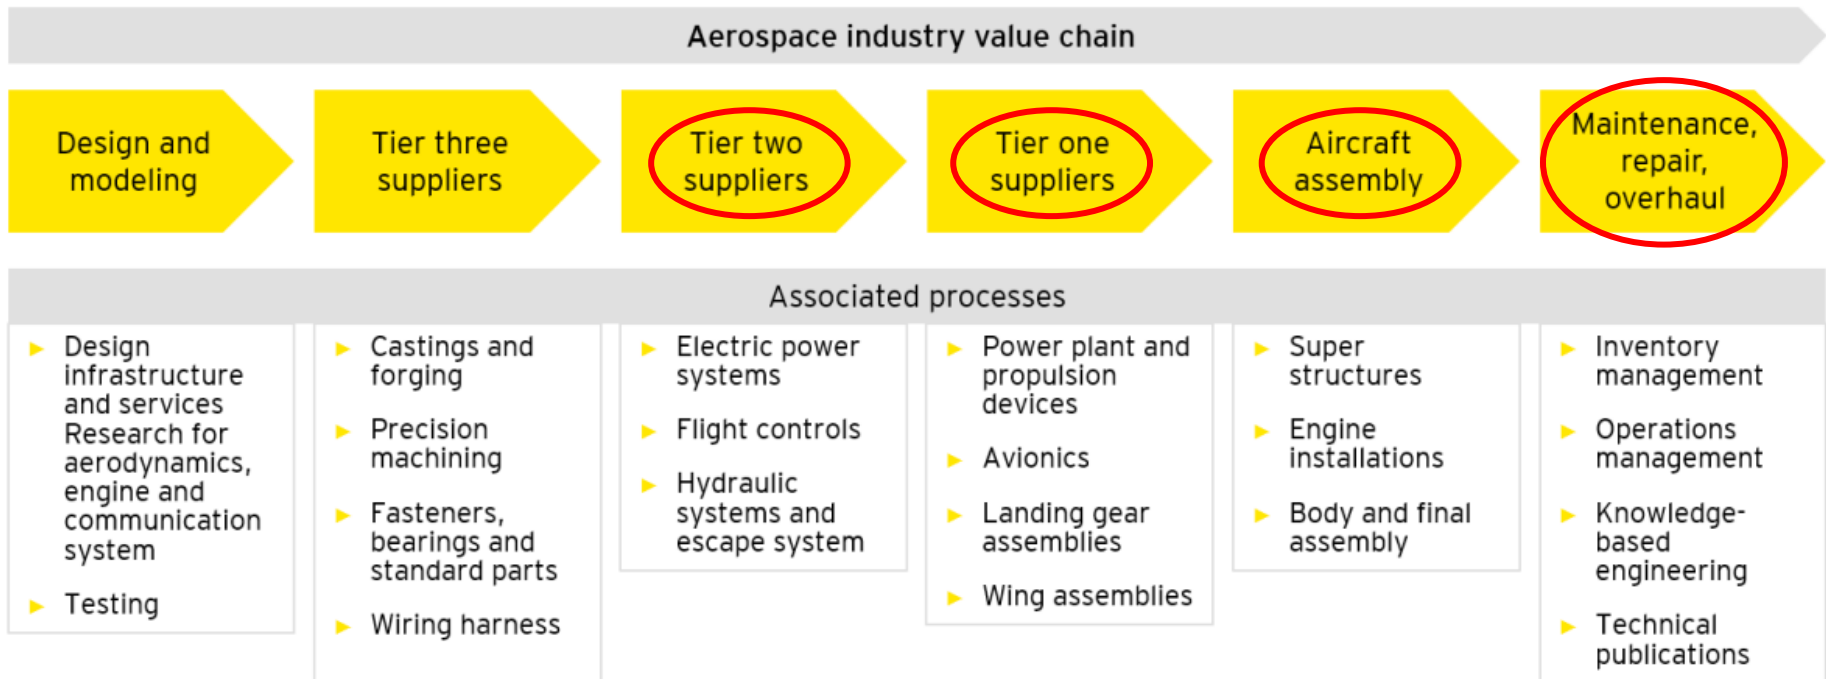 Aerospace industry value chain
Design and
modeling
Tier three
suppliers
Tier two
suppliers
Tier one
suppliers
Aircraft
assembly
Maintenance,
repair,
overhaul
Associated processes
Design
infrastructure
and services
Research for
aerodynamics,
engine and
communication
system
Testing
Castings and
forging
Precision
machining
Fasteners,
bearings and
standard parts
Wiring harness
Electric power
systems
Flight controls
Hydraulic
systems and
escape system
Power plant and
propulsion
devices
Avionics
Landing gear
assemblies
Wing assemblies
Super
structures
Engine
installations
Body and final
assembly
Inventory
management
Operations
management
Knowledge-
based
engineering
Technical
publications